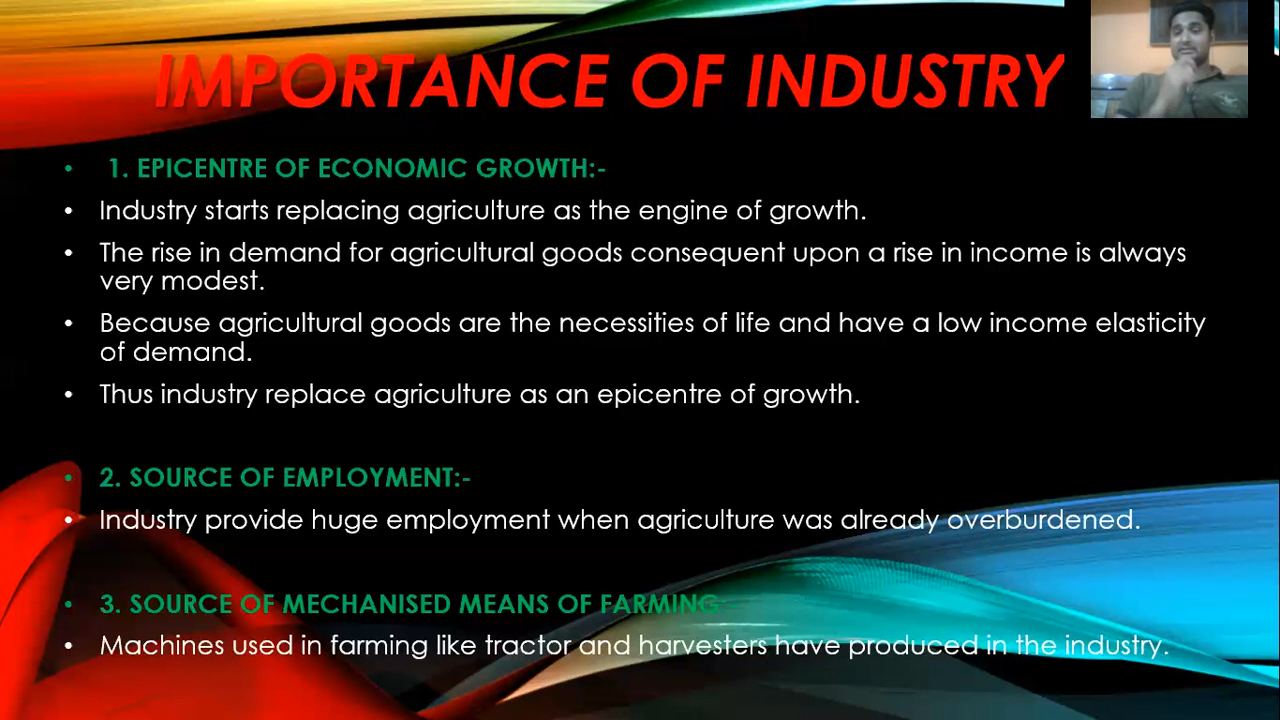 IMPORTANCE OF INDUSTRY
• 1. EPICENTRE OF ECONOMIC GROWTH:-
• Industry starts replacing agriculture as the engine of growth.
• The rise in demand for agricultural goods consequent upon a rise in income is always
very modest.
• Because agricultural goods are the necessities of life and have a low income elasticity
of demand.
• Thus industry replace agriculture as an epicentre of growth.
• 2. SOURCE OF EMPLOYMENT:-
• Industry provide huge employment when agriculture was already overburdened.
• 3. SOURCE OF MECHANISED MEANS OF FARMING:-
• Machines used in farming like tractor and harvesters have produced in the industry.